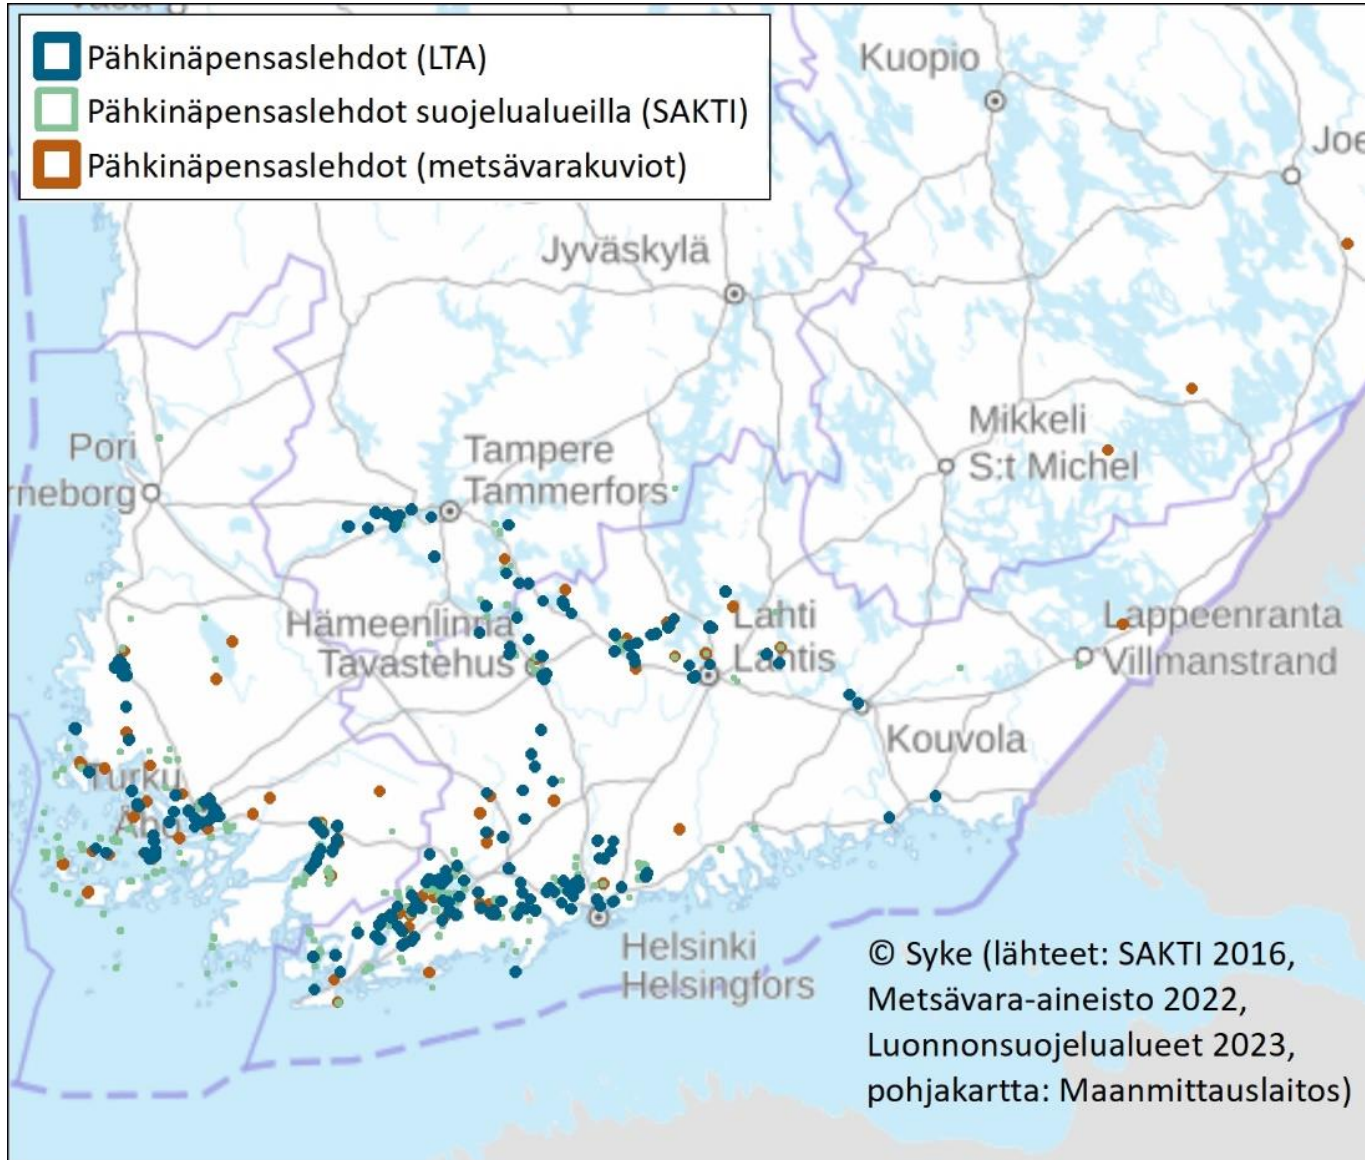 Pähkinäpensaslehdot (LTA)
Pähkinäpensaslehdot suojelualueilla (SAKTI)
Pähkinäpensaslehdot (metsävarakuviot)
Kuopio
Joe
Jyväskylä
Pori
rneborg
Tampere
Tammerfors
Mikkeli
S:t Michel
Hämeenlinna
Tavastehus
Lahti
Lahtis
Lappeenranta
Villmanstrand
Kouvola
Turku
Åbo
Helsinki
Helsingfors
© Syke (lähteet: SAKTI 2016,
Metsävara-aineisto 2022,
Luonnonsuojelualueet 2023,
pohjakartta: Maanmittauslaitos)